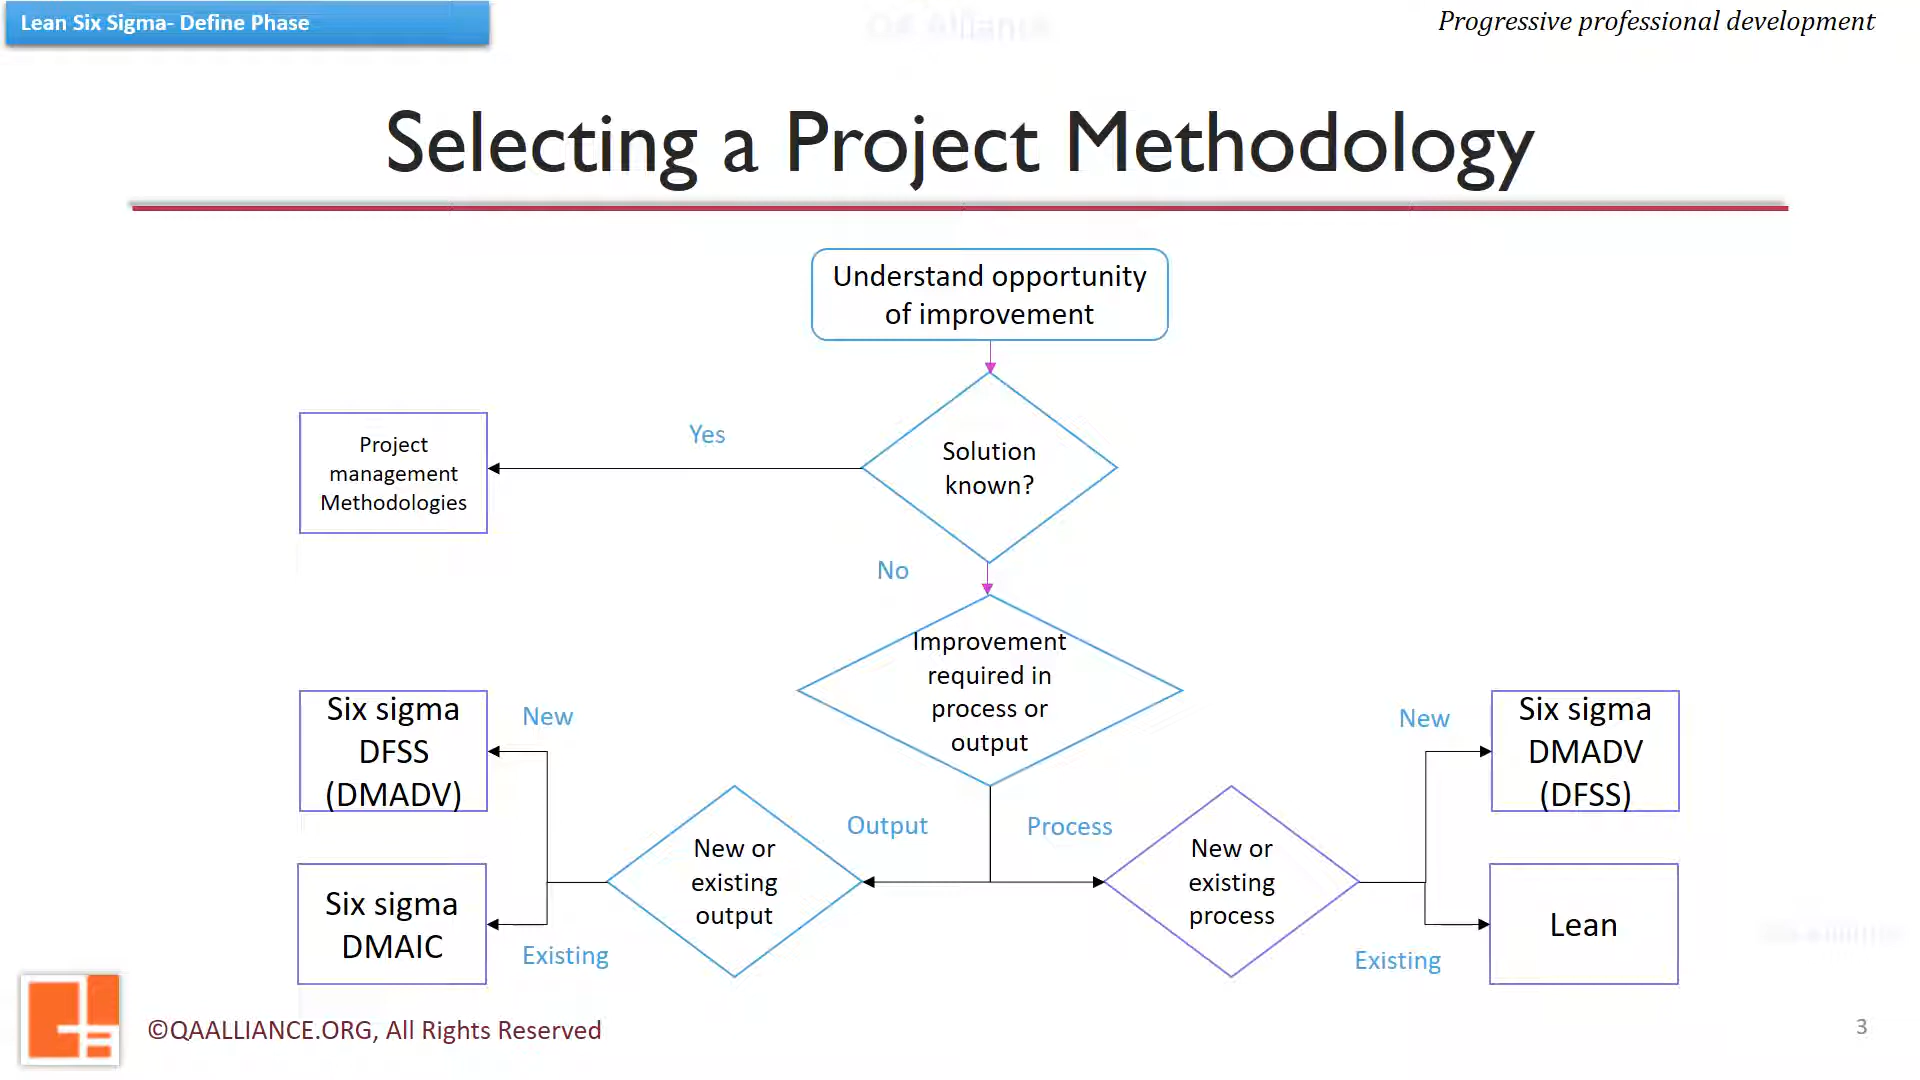 Lean Six Sigma- Define Phase
Progressive professional development
Selecting a Project Methodology
Understand opportunity
of improvement
Yes
Solution
known?
Project
management
Methodologies
No
Improvement
required in
process or
output
Six sigma
DFSS
(DMADV)
New
New
Six sigma
DMADV
(DFSS)
Output
Process
New or
existing
output
New or
existing
process
Six sigma
DMAIC
Existing
Existing
Lean
©QAALLIANCE.ORG, All Rights Reserved
3